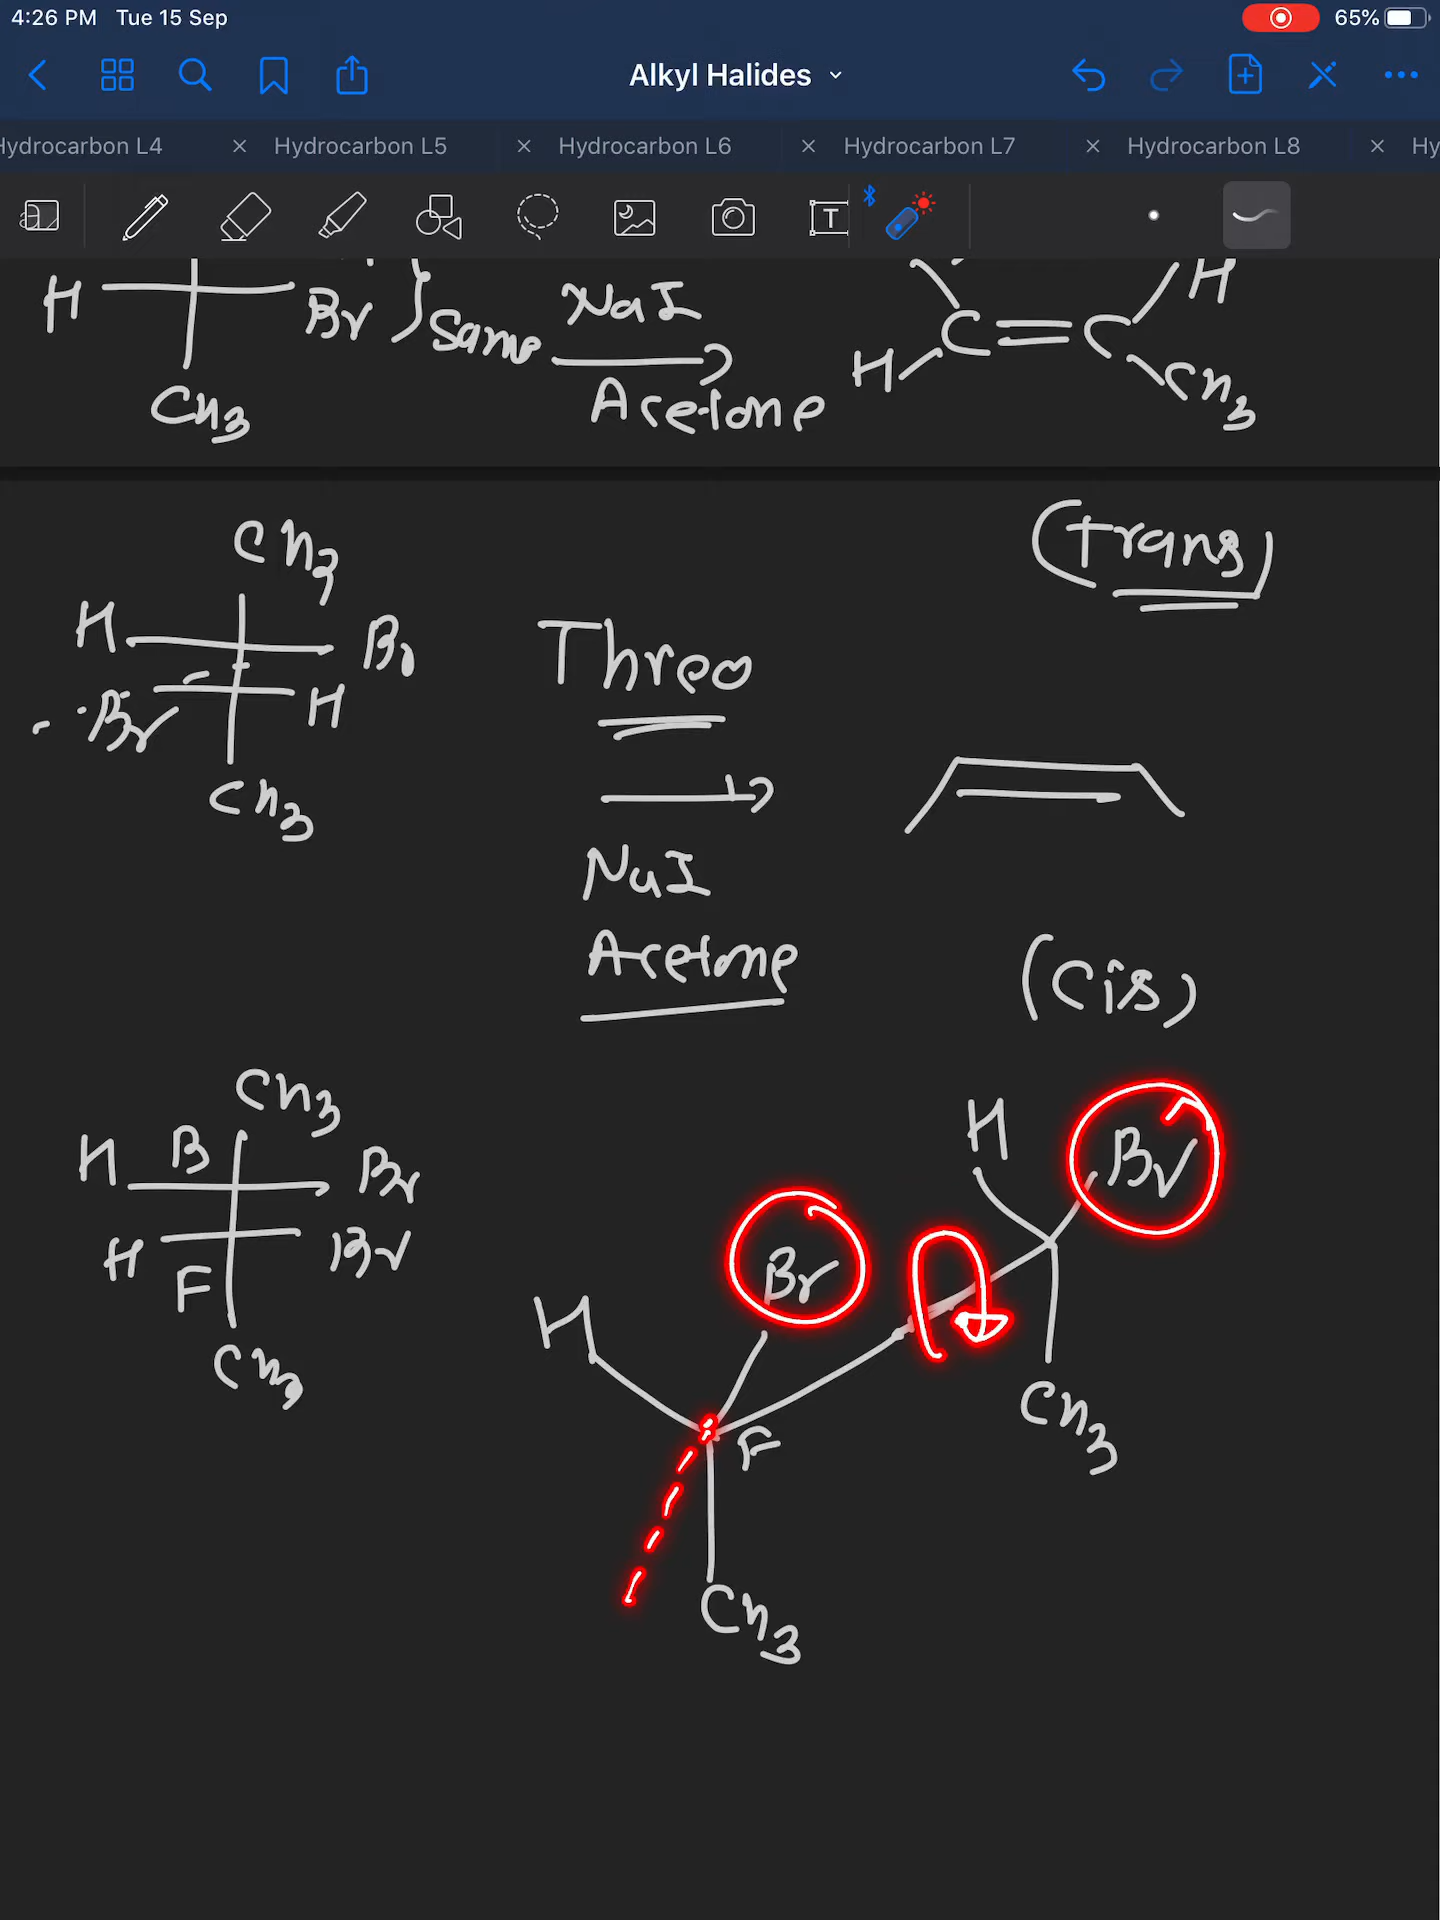 4:26 PM Tue 15 Sep
65%
Alkyl Halides
Hydrocarbon L4
Hydrocarbon L5
Hydrocarbon L6
Hydrocarbon L7
Hydrocarbon L8
Hy
T
H
Br
Same
NaI
Acetone
CH3
H
C=C
H
CH3
(trans)
CH3
H
Br
Br
H
CH3
Threo
NaI
Acetone
(Cis)
CH3
H B Br
H F Br
CH3
H
Br
H
Br
F
CH3
CH3